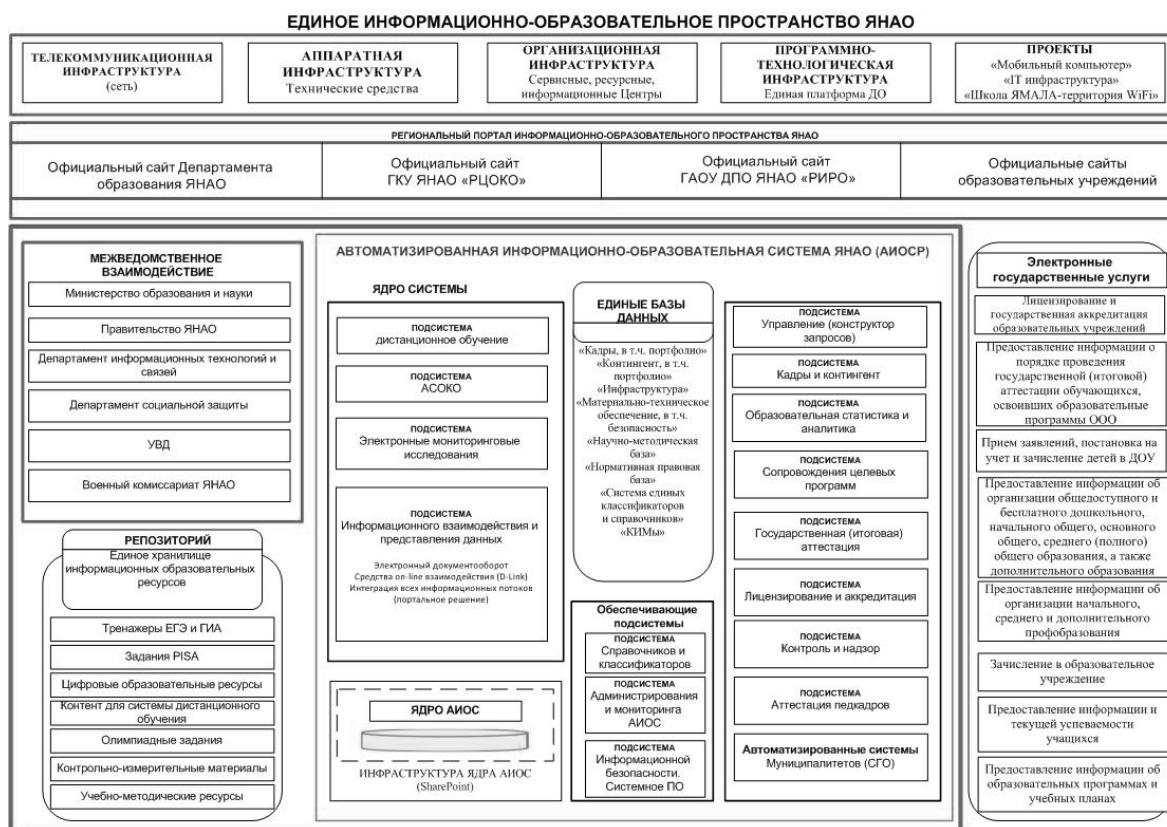 ЕДИНОЕ ИНФОРМАЦИОННО-ОБРАЗОВАТЕЛЬНОЕ ПРОСТРАНСТВО ЯНАО
ТЕЛЕКОММУНИКАЦИОННАЯ
ИНФРАСТРУКТУРА
(сеть)
АППАРАТНАЯ
ИНФРАСТРУКТУРА
Технические средства
ОРГАНИЗАЦИОННАЯ
ИНФРАСТРУКТУРА
Сервисные, ресурсные,
информационные Центры
ПРОГРАММНО-
ТЕХНОЛОГИЧЕСКАЯ
ИНФРАСТРУКТУРА
Единая платформа ДО
ПРОЕКТЫ
«Мобильный компьютер»
«IT инфраструктура»
«Школа ЯМАЛА-территория WiFi»
РЕГИОНАЛЬНЫЙ ПОРТАЛ ИНФОРМАЦИОННО-ОБРАЗОВАТЕЛЬНОГО ПРОСТРАНСТВА ЯНАО
Официальный сайт Департамента
образования ЯНАО
Официальный сайт
ГКУ ЯНАО «РЦОКО»
Официальный сайт
ГАОУ ДПО ЯНАО «РИРО»
Официальные сайты
образовательных учреждений
МЕЖВЕДОМСТВЕННОЕ
ВЗАИМОДЕЙСТВИЕ
Министерство образования и науки
Правительство ЯНАО
Департамент информационных технологий и
связей
Департамент социальной защиты
УВД
Военный комиссариат ЯНАО
РЕПОЗИТОРИЙ
Единое хранилище
информационных образовательных
ресурсов
Тренажеры ЕГЭ и ГИА
Задания PISA
Цифровые образовательные ресурсы
Контент для системы дистанционного
обучения
Олимпиадные задания
Контрольно-измерительные материалы
Учебно-методические ресурсы
АВТОМАТИЗИРОВАННАЯ ИНФОРМАЦИОННО-ОБРАЗОВАТЕЛЬНАЯ СИСТЕМА ЯНАО (АИОСР)
ЯДРО СИСТЕМЫ
ПОДСИСТЕМА
дистанционное обучение
ПОДСИСТЕМА
АСОКО
ПОДСИСТЕМА
Электронные мониторинговые
исследования
ПОДСИСТЕМА
Информационного взаимодействия и
представления данных
Электронный документооборот
Средства on-line взаимодействия (D-Link)
Интеграция всех информационных потоков
(портальное решение)
ЯДРО АИОС
ИНФРАСТРУКТУРА ЯДРА АИОС
(SharePoint)
ЕДИНЫЕ БАЗЫ
ДАННЫХ
«Кадры, в т.ч. портфолио»
«Контингент, в т.ч.
портфолио»
«Инфраструктура»
«Материально-техническое
обеспечение, в т.ч.
безопасность»
«Научно-методическая
база»
«Нормативная правовая
база»
«Система единых
классификаторов
и справочников»
«КИМы»
Обеспечивающие
подсистемы
ПОДСИСТЕМА
Справочников и
классификаторов
ПОДСИСТЕМА
Администрирования
и мониторинга
АИОС
ПОДСИСТЕМА
Информационной
безопасности.
Системное ПО
ПОДСИСТЕМА
Управление (конструктор
запросов)
ПОДСИСТЕМА
Кадры и контингент
ПОДСИСТЕМА
Образовательная статистика и
аналитика
ПОДСИСТЕМА
Сопровождения целевых
программ
ПОДСИСТЕМА
Государственная (итоговая)
аттестация
ПОДСИСТЕМА
Лицензирование и аккредитация
ПОДСИСТЕМА
Контроль и надзор
ПОДСИСТЕМА
Аттестация педкадров
Автоматизированные системы
Муниципалитетов (СГО)
Электронные
государственные услуги
Лицензирование и
государственная аккредитация
образовательных учреждений
Предоставление информации о
порядке проведения
государственной (итоговой)
аттестации обучающихся,
освоивших образовательные
программы ООО
Прием заявлений, постановка на
учет и зачисление детей в ДОУ
Предоставление информации об
организации общедоступного и
бесплатного дошкольного,
начального общего, основного
общего, среднего (полного)
общего образования, а также
дополнительного образования
Предоставление информации об
организации начального,
среднего и дополнительного
профобразования
Зачисление в образовательное
учреждение
Предоставление информации и
текущей успеваемости
учащихся
Предоставление информации об
образовательных программах и
учебных планах